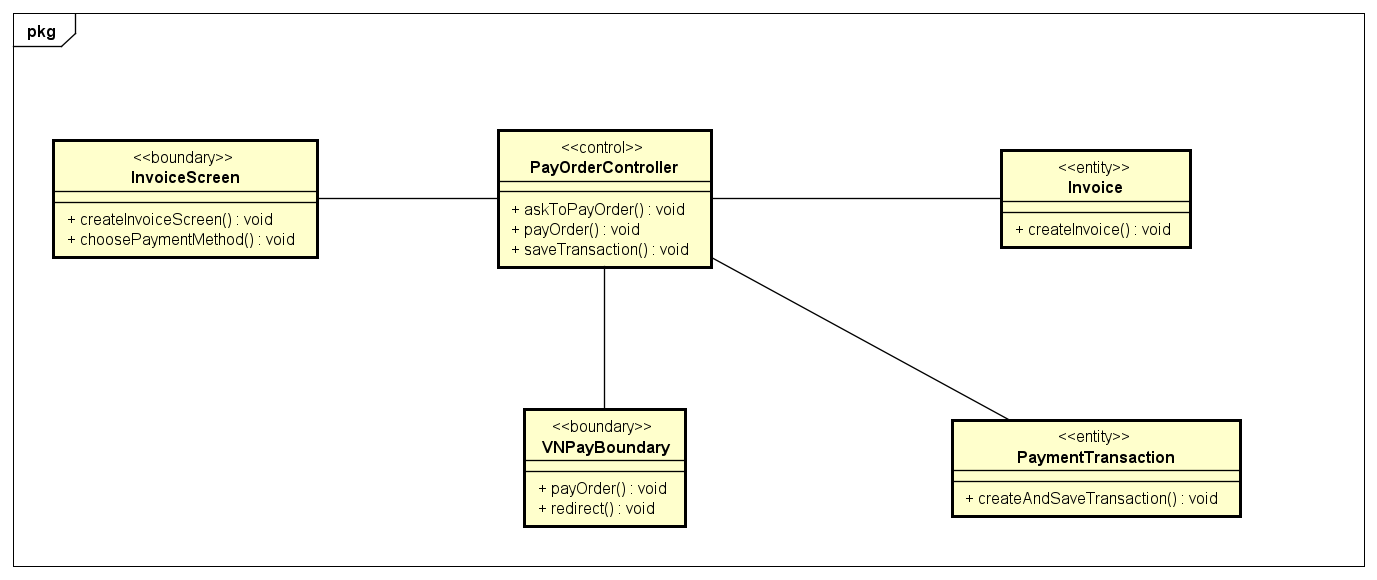 pkg
<<boundary>>
InvoiceScreen
+ createInvoiceScreen() : void
+ choosePaymentMethod() : void
<<control>>
PayOrderController
+ askToPayOrder() : void
+ payOrder() : void
+ saveTransaction() : void
<<entity>>
Invoice
+ createInvoice() : void
<<boundary>>
VNPayBoundary
+ payOrder() : void
+ redirect() : void
<<entity>>
PaymentTransaction
+ createAndSaveTransaction() : void